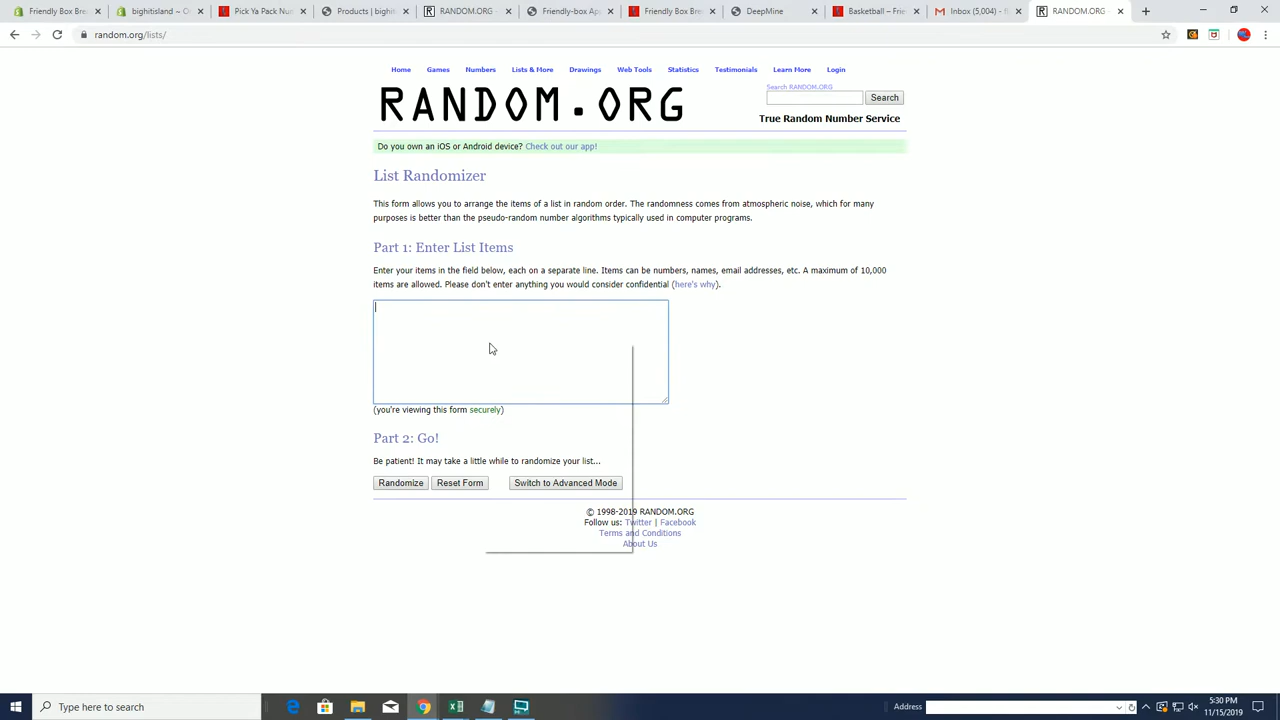 Friendly Box Bre
bighitsland – C
Pick Ya Pack Nu
Products | bighit
RANDOM.ORG -
Friendly-box Ap
Friendly Box Bre
DeepMine
Basketball – Frie
Inbox (5,004) - f
RANDOM.ORG
random.org/lists/
Home Games Numbers Lists & More Drawings Web Tools Statistics Testimonials Learn More Login
RANDOM.ORG
Search RANDOM.ORG
Search
True Random Number Service
Do you own an iOS or Android device? Check out our app!
List Randomizer
This form allows you to arrange the items of a list in random order. The randomness comes from atmospheric noise, which for many
purposes is better than the pseudo-random number algorithms typically used in computer programs.
Part 1: Enter List Items
Enter your items in the field below, each on a separate line. Items can be numbers, names, email addresses, etc. A maximum of 10,000
items are allowed. Please don't enter anything you would consider confidential (here's why).
(you're viewing this form securely)
Part 2: Go!
Be patient! It may take a little while to randomize your list...
Randomize Reset Form Switch to Advanced Mode
© 1998-2019 RANDOM.ORG
Follow us: Twitter | Facebook
Terms and Conditions
About Us
Type here to search
Address
5:30 PM
11/15/2019